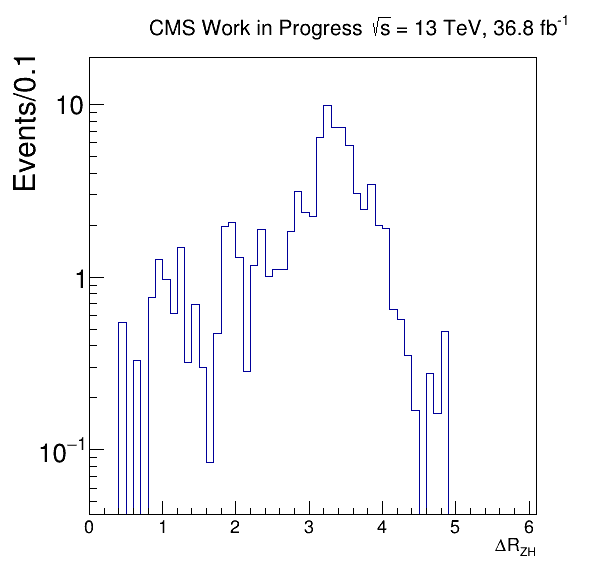 CMS Work in Progress √s = 13 TeV, 36.8 fb⁻¹
Events/0.1
10
1
10⁻¹
0 1 2 3 4 5 6
ΔR_ZH